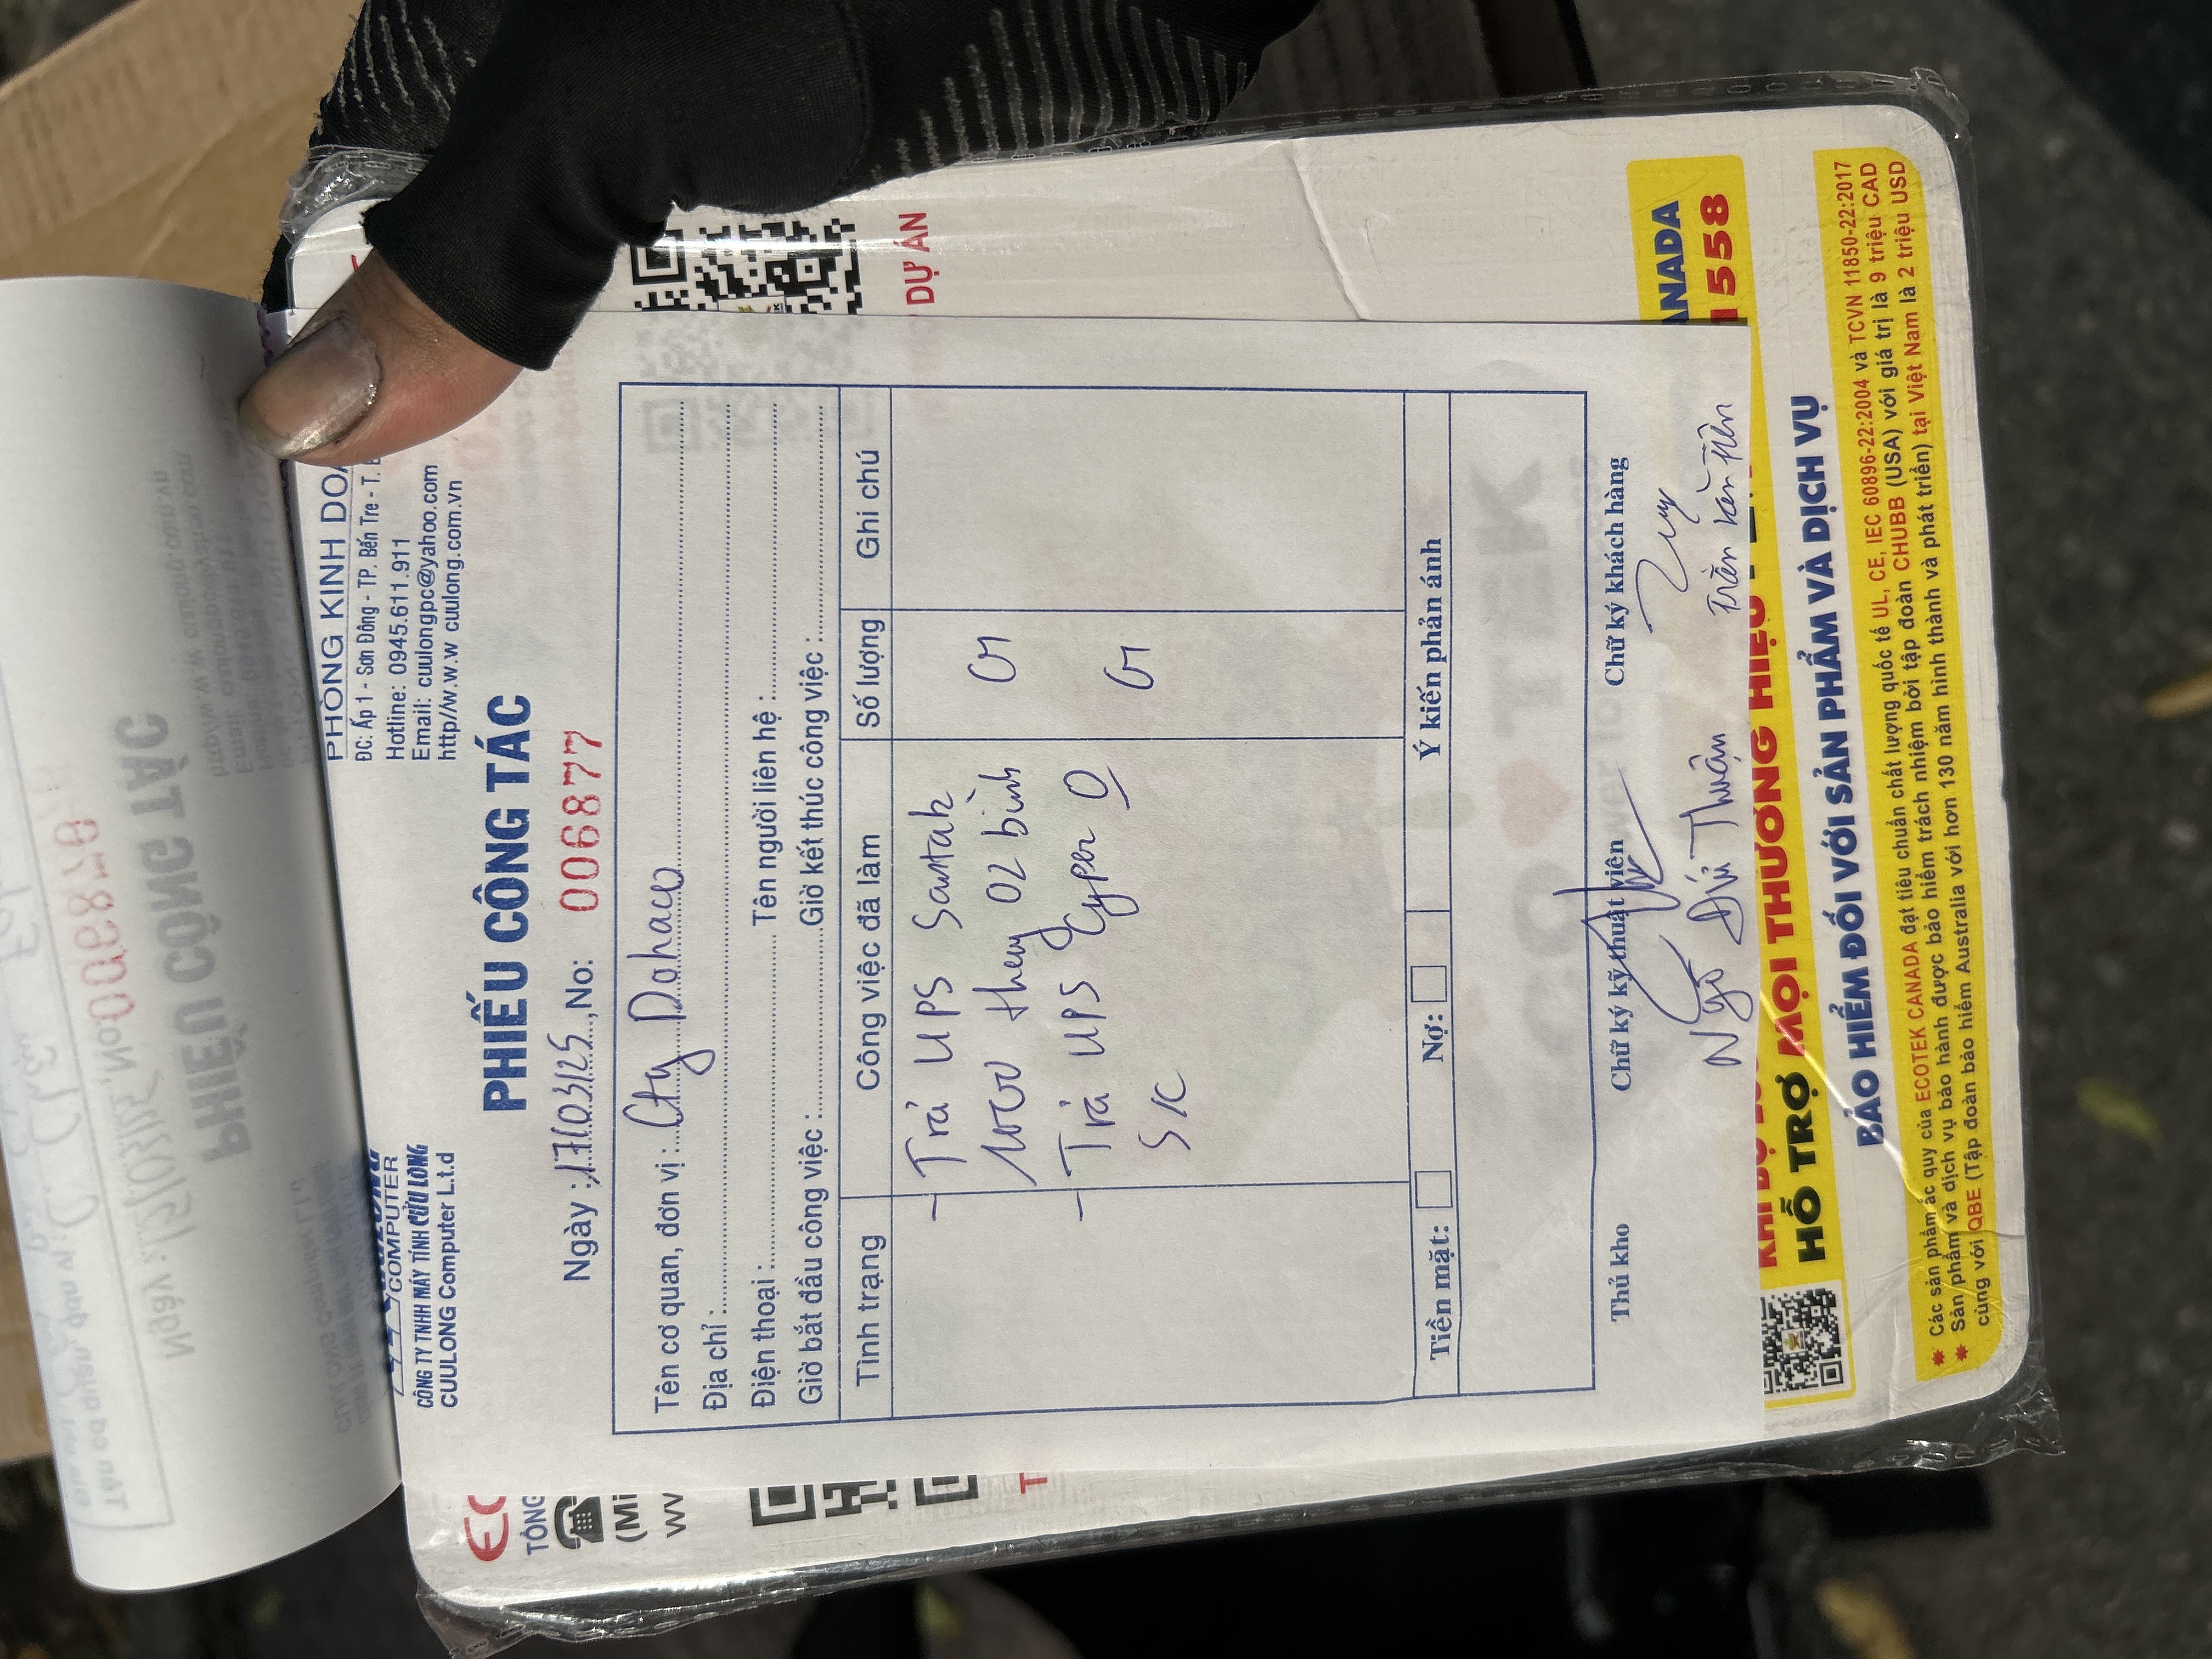 COMPUTER
CÔNG TY TNHH MÁY TÍNH CỬU LONG
CUULONG Computer L.t.d
PHÒNG KINH DOA
ĐC: Ấp 1 - Sơn Đông - TP. Bến Tre - T.
Hotline: 0945.611.911
Email: cuulongpc@yahoo.com
http//w.w.w cuulong.com.vn
PHIẾU CÔNG TÁC
Ngày : 17/03/25, No: 006877
Tên cơ quan, đơn vị : Cty Dohaco
Địa chỉ :
Điện thoại : Tên người liên hệ :
Giờ bắt đầu công việc : Giờ kết thúc công việc :
Tình trạng Công việc đã làm Số lượng Ghi chú
- Trả UPS Santak 01
1000 thay 02 bình
- Trả UPS Cyper 01
S/C
Tiền mặt: Nợ: Ý kiến phản ánh
Thủ kho Chữ ký kỹ thuật viên Chữ ký khách hàng
Ngô Đức Thuận
Trần Văn
DỰ ÁN
ANADA
1558
HỖ TRỢ MỌI THƯƠNG HIỆU
BẢO HIỂM ĐỐI VỚI SẢN PHẨM VÀ DỊCH VỤ
Các sản phẩm ắc quy của ECOTEK CANADA đạt tiêu chuẩn chất lượng quốc tế UL, CE, IEC 60896-22:2004 và TCVN 11850-22:2017
Sản phẩm và dịch vụ bảo hành được bảo hiểm trách nhiệm bởi tập đoàn CHUBB (USA) với giá trị là 9 triệu CAD
cùng với QBE (Tập đoàn bảo hiểm Australia với hơn 130 năm hình thành và phát triển) tại Việt Nam là 2 triệu USD